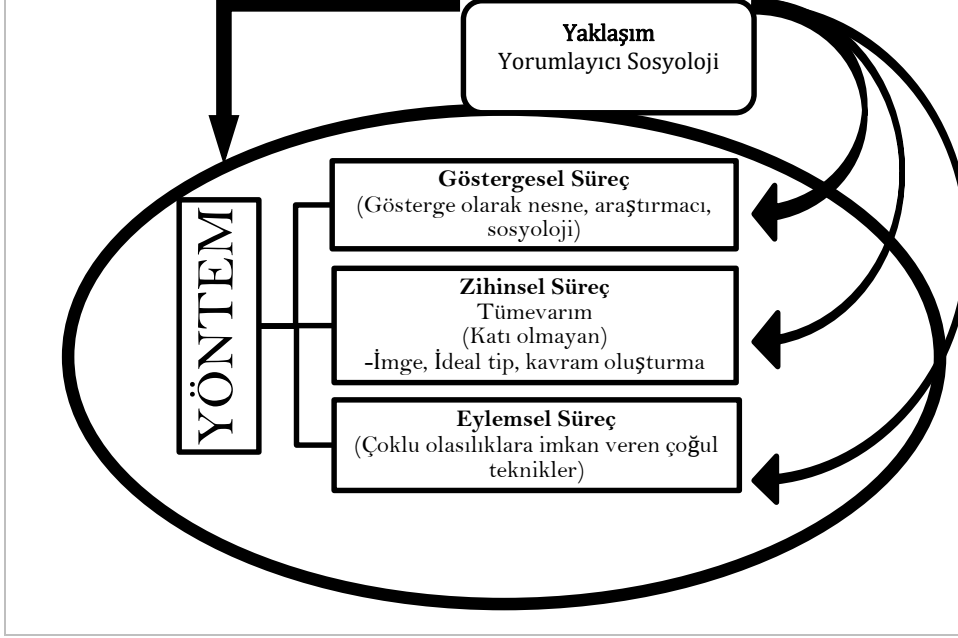 Yaklaşım
Yorumlayıcı Sosyoloji
YÖNTEM
Göstergesel Süreç
(Gösterge olarak nesne, araştırmacı,
sosyoloji)
Zihinsel Süreç
Tümevarım
(Katı olmayan)
-İmge, İdeal tip, kavram oluşturma
Eylemsel Süreç
(Çoklu olasılıklara imkan veren çoğul
teknikler)